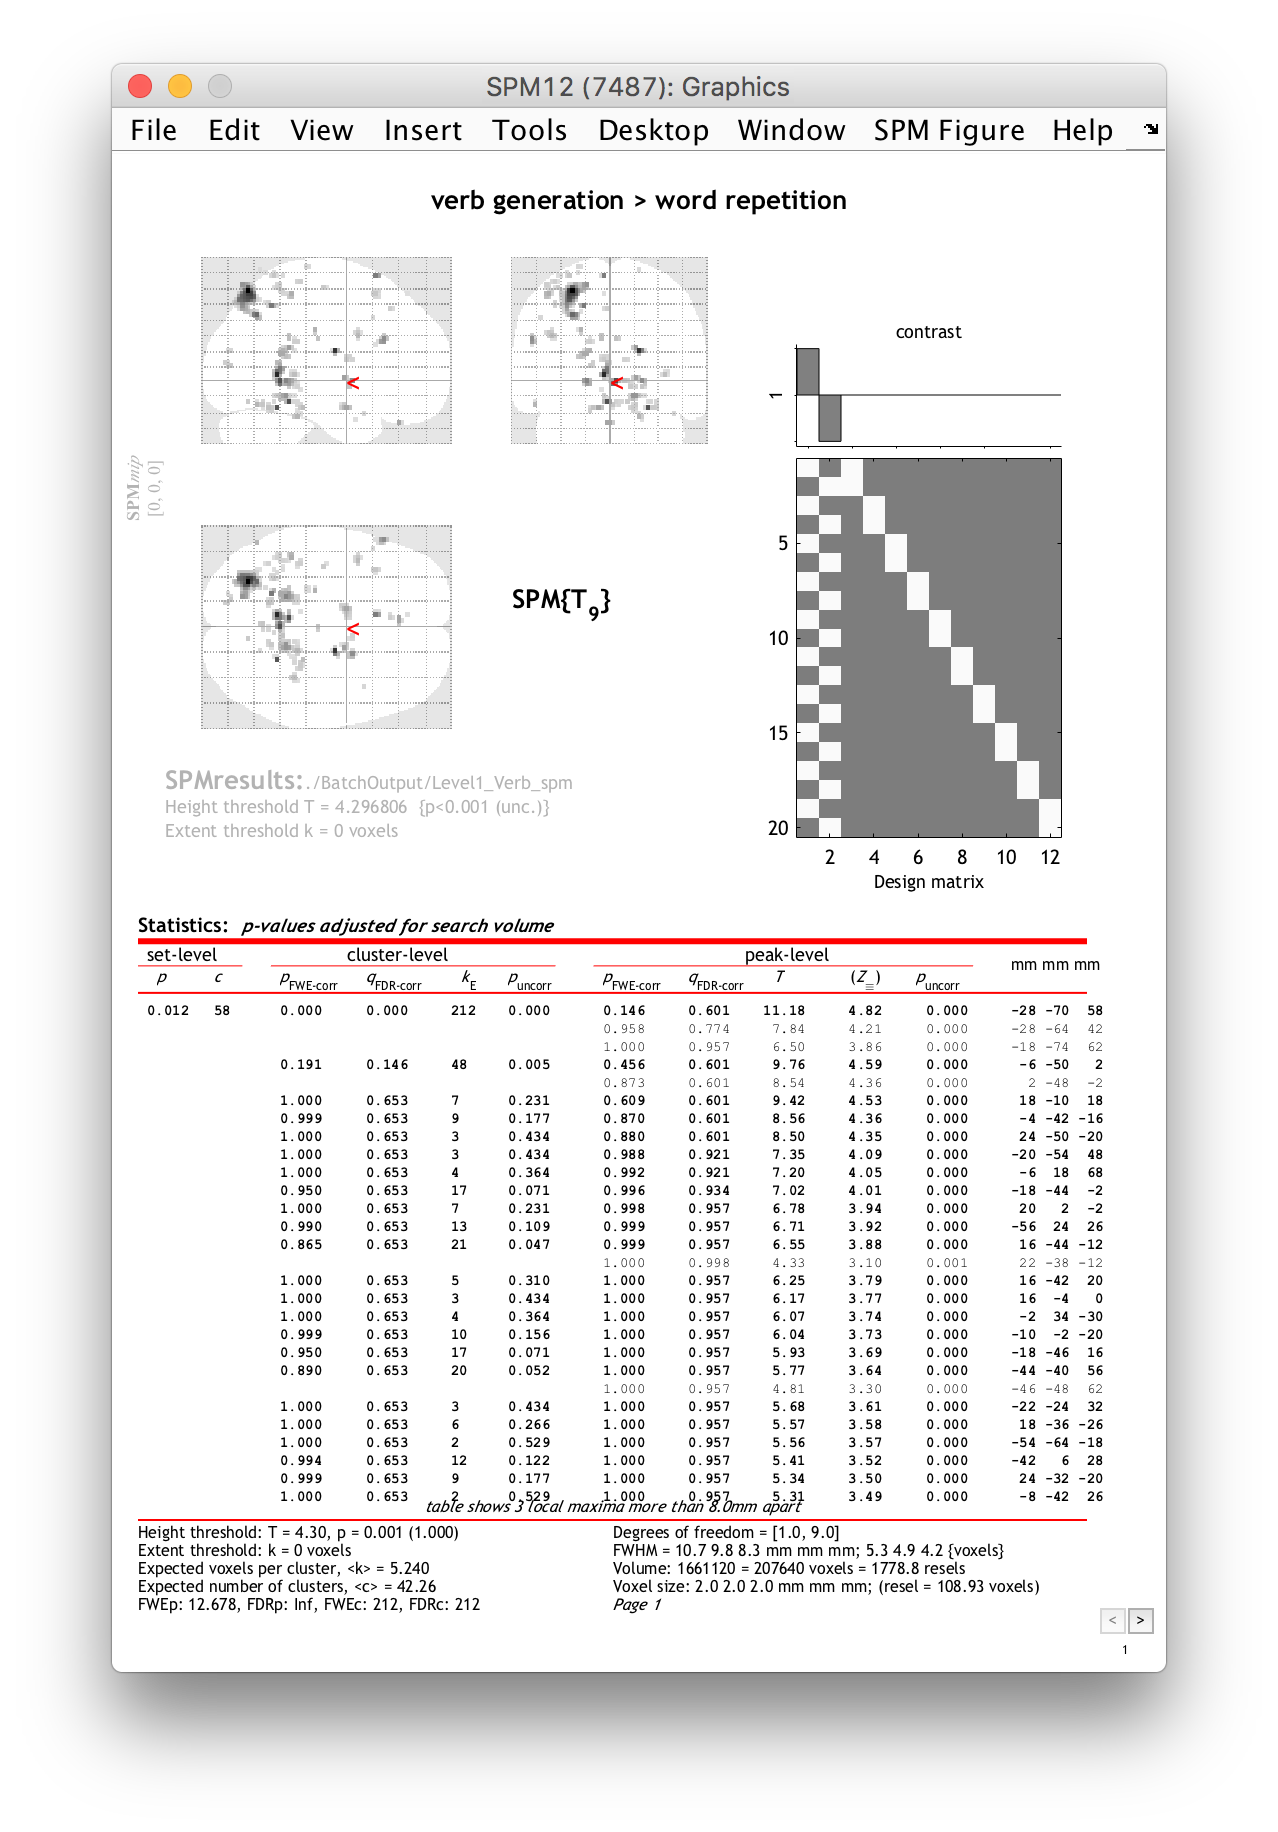 SPM12 (7487): Graphics
File Edit View Insert Tools Desktop Window SPM Figure Help
verb generation > word repetition
SPMmip
[0, 0, 0]
<
<
<
SPM{T9}
contrast
1
5
10
15
20
2 4 6 8 10 12
Design matrix
SPMresults: ./BatchOutput/Level1_Verb_spm
Height threshold T = 4.296806 {p<0.001 (unc.)}
Extent threshold k = 0 voxels
Statistics: p-values adjusted for search volume
set-level cluster-level peak-level mm mm mm
p c pFWE-corr qFDR-corr kE puncorr pFWE-corr qFDR-corr T (Z≡) puncorr
0.012 58 0.000 0.000 212 0.000 0.146 0.601 11.18 4.82 0.000 -28 -70 58
0.958 0.774 7.84 4.21 0.000 -28 -64 42
1.000 0.957 6.50 3.86 0.000 -18 -74 62
0.191 0.146 48 0.005 0.456 0.601 9.76 4.59 0.000 -6 -50 2
0.873 0.601 8.54 4.36 0.000 2 -48 -2
1.000 0.653 7 0.231 0.609 0.601 9.42 4.53 0.000 18 -10 18
0.999 0.653 9 0.177 0.870 0.601 8.56 4.36 0.000 -4 -42 -16
1.000 0.653 3 0.434 0.880 0.601 8.50 4.35 0.000 24 -50 -20
1.000 0.653 3 0.434 0.988 0.921 7.35 4.09 0.000 -20 -54 48
1.000 0.653 4 0.364 0.992 0.921 7.20 4.05 0.000 -6 18 68
0.950 0.653 17 0.071 0.996 0.934 7.02 4.01 0.000 -18 -44 -2
1.000 0.653 7 0.231 0.998 0.957 6.78 3.94 0.000 20 2 -2
0.990 0.653 13 0.109 0.999 0.957 6.71 3.92 0.000 -56 24 26
0.865 0.653 21 0.047 0.999 0.957 6.55 3.88 0.000 16 -44 -12
1.000 0.998 4.33 3.10 0.001 22 -38 -12
1.000 0.653 5 0.310 1.000 0.957 6.25 3.79 0.000 16 -42 20
1.000 0.653 3 0.434 1.000 0.957 6.17 3.77 0.000 16 -4 0
1.000 0.653 4 0.364 1.000 0.957 6.07 3.74 0.000 -2 34 -30
0.999 0.653 10 0.156 1.000 0.957 6.04 3.73 0.000 -10 -2 -20
0.950 0.653 17 0.071 1.000 0.957 5.93 3.69 0.000 -18 -46 16
0.890 0.653 20 0.052 1.000 0.957 5.77 3.64 0.000 -44 -40 56
1.000 0.957 4.81 3.30 0.000 -46 -48 62
1.000 0.653 3 0.434 1.000 0.957 5.68 3.61 0.000 -22 -24 32
1.000 0.653 6 0.266 1.000 0.957 5.57 3.58 0.000 18 -36 -26
1.000 0.653 2 0.529 1.000 0.957 5.56 3.57 0.000 -54 -64 -18
0.994 0.653 12 0.122 1.000 0.957 5.41 3.52 0.000 -42 6 28
0.999 0.653 9 0.177 1.000 0.957 5.34 3.50 0.000 24 -32 -20
1.000 0.653 2 0.529 1.000 0.957 5.31 3.49 0.000 -8 -42 26
table shows 3 local maxima more than 8.0mm apart
Height threshold: T = 4.30, p = 0.001 (1.000)
Extent threshold: k = 0 voxels
Expected voxels per cluster, <k> = 5.240
Expected number of clusters, <c> = 42.26
FWEp: 12.678, FDRp: Inf, FWEc: 212, FDRc: 212
Degrees of freedom = [1.0, 9.0]
FWHM = 10.7 9.8 8.3 mm mm mm; 5.3 4.9 4.2 {voxels}
Volume: 1661120 = 207640 voxels = 1778.8 resels
Voxel size: 2.0 2.0 2.0 mm mm mm; (resel = 108.93 voxels)
Page 1
< >
1